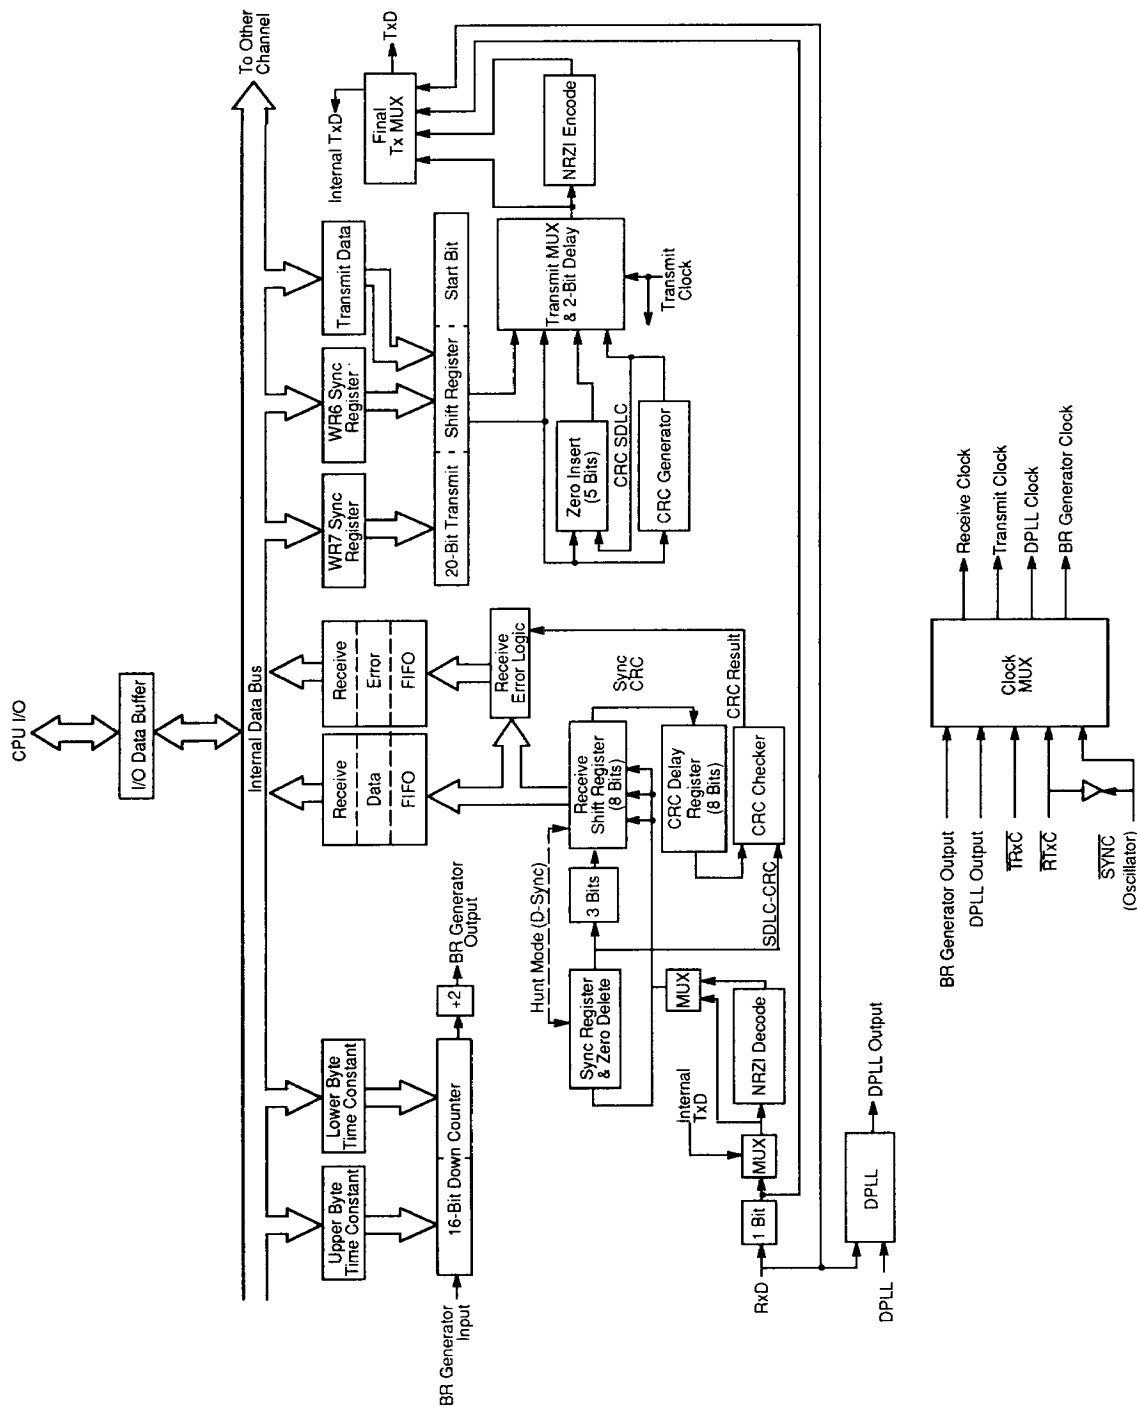 CPU I/O
I/O Data Buffer
Internal Data Bus
To Other
Channel
Upper Byte
Time Constant
Lower Byte
Time Constant
16-Bit Down Counter
BR Generator
Input
÷2
BR Generator
Output
Receive
Data
FIFO
Receive
Error
FIFO
Receive
Error Logic
WR7 Sync
Register
WR6 Sync
Register
Transmit Data
20-Bit Transmit
Shift Register
Start Bit
Internal TxD
TxD
Final
Tx MUX
NRZI Encode
Transmit MUX
& 2-Bit Delay
Transmit
Clock
Zero Insert
(5 Bits)
CRC SDLC
CRC Generator
Hunt Mode (D-Sync)
Sync Register
& Zero Delete
3 Bits
Receive
Shift Register
(8 Bits)
Sync
CRC
CRC Delay
Register
(8 Bits)
CRC Result
CRC Checker
SDLC-CRC
MUX
NRZI Decode
Internal
TxD
MUX
1 Bit
RxD
DPLL
DPLL
DPLL Output
BR Generator Output
DPLL Output
TRxC
RTxC
SYNC
(Oscillator)
Clock
MUX
Receive Clock
Transmit Clock
DPLL Clock
BR Generator Clock